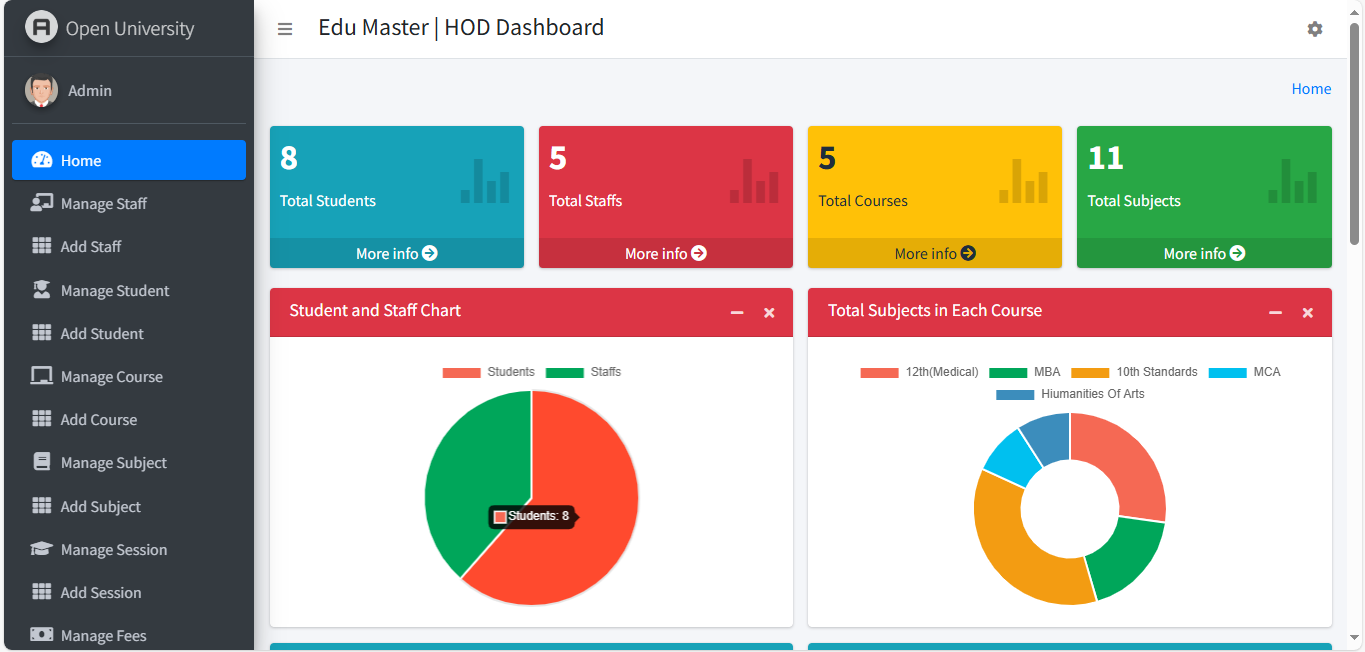 Open University
Edu Master | HOD Dashboard
Admin
Home
Home
Manage Staff
Add Staff
Manage Student
Add Student
Manage Course
Add Course
Manage Subject
Add Subject
Manage Session
Add Session
Manage Fees
8
Total Students
More info
5
Total Staffs
More info
5
Total Courses
More info
11
Total Subjects
More info
Student and Staff Chart
Students Staffs
Students: 8
Total Subjects in Each Course
12th(Medical) MBA 10th Standards MCA
Hiumanities Of Arts